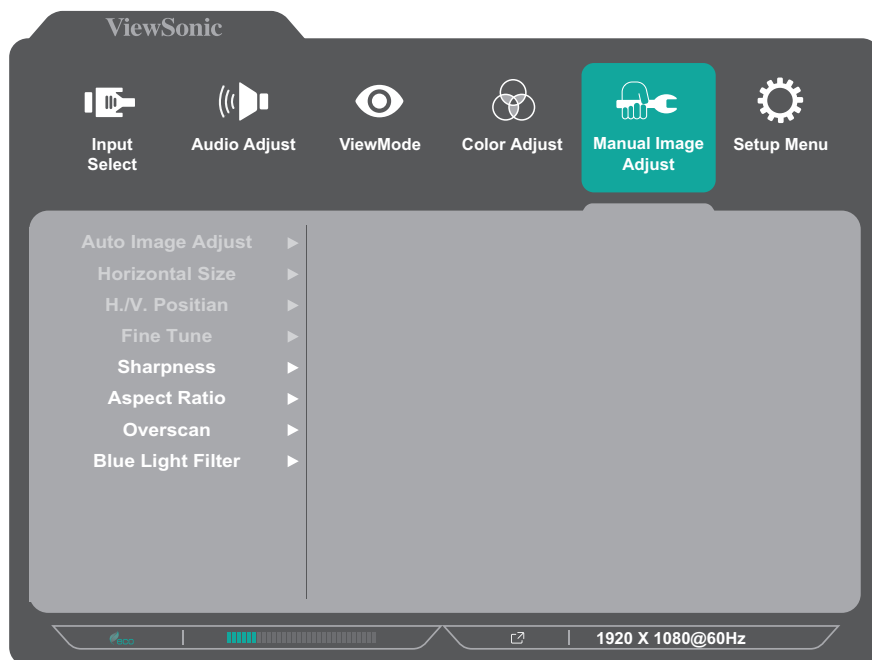 ViewSonic
Input
Select
Audio Adjust
ViewMode
Color Adjust
Manual Image
Adjust
Setup Menu
Auto Image Adjust
Horizontal Size
H./V. Positian
Fine Tune
Sharpness
Aspect Ratio
Overscan
Blue Light Filter
eco
1920 X 1080@60Hz